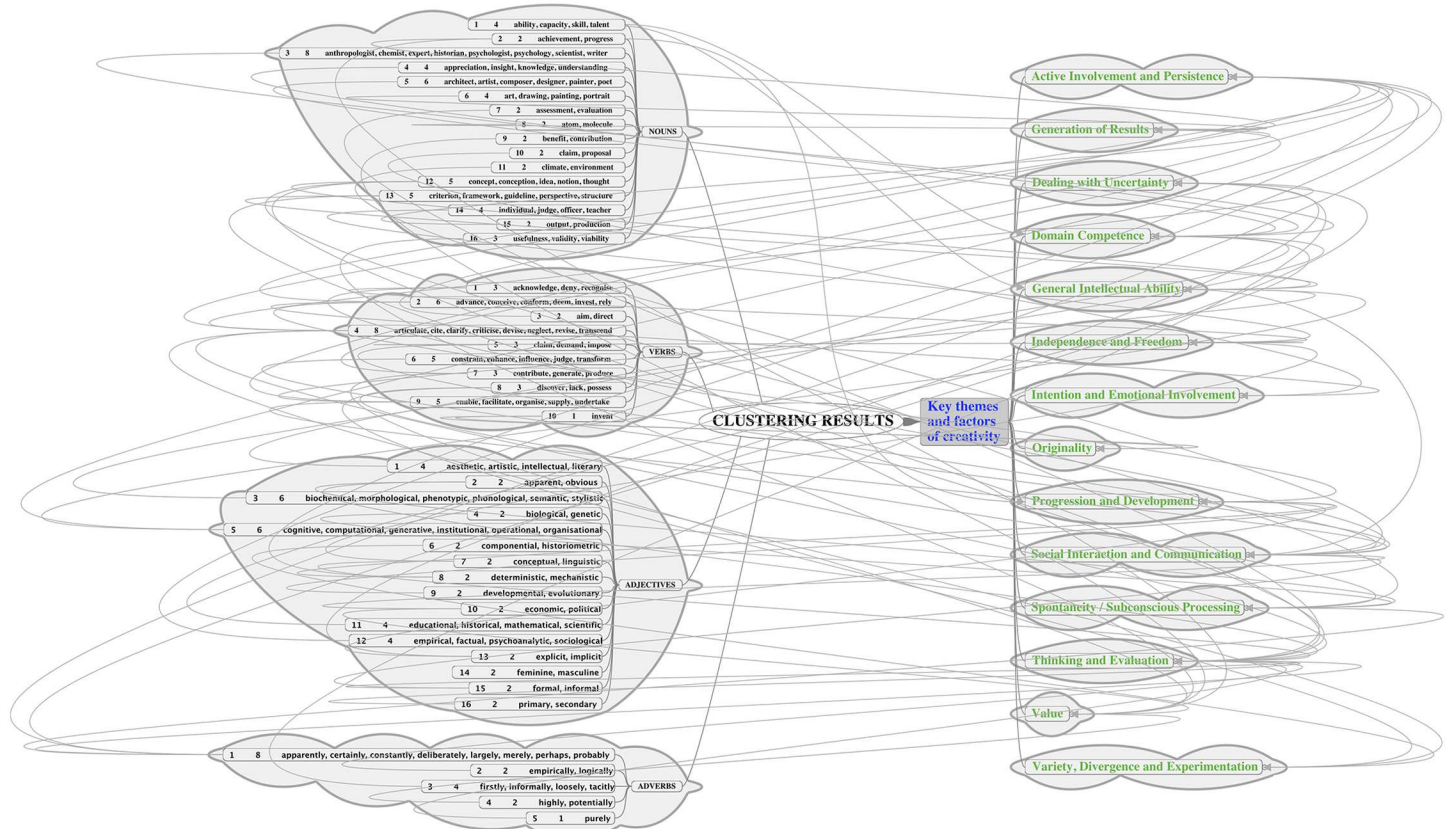 1 4 ability, capacity, skill, talent
2 2 achievement, progress
3 8 anthropologist, chemist, expert, historian, psychologist, psychology, scientist, writer
4 4 appreciation, insight, knowledge, understanding
5 6 architect, artist, composer, designer, painter, poet
6 4 art, drawing, painting, portrait
7 2 assessment, evaluation
8 2 atom, molecule
9 2 benefit, contribution
10 2 claim, proposal
11 2 climate, environment
12 5 concept, conception, idea, notion, thought
13 5 criterion, framework, guideline, perspective, structure
14 4 individual, judge, officer, teacher
15 2 output, production
16 3 usefulness, validity, viability
NOUNS
1 3 acknowledge, deny, recognise
2 6 advance, conceive, conform, deem, invest, rely
3 2 aim, direct
4 8 articulate, cite, clarify, criticise, devise, neglect, revise, transcend
5 3 claim, demand, impose
6 5 constrain, enhance, influence, judge, transform
7 3 contribute, generate, produce
8 3 discover, lack, possess
9 5 enable, facilitate, organise, supply, undertake
10 1 invent
VERBS
1 4 aesthetic, artistic, intellectual, literary
2 2 apparent, obvious
3 6 biochemical, morphological, phenotypic, phonological, semantic, stylistic
4 2 biological, genetic
5 6 cognitive, computational, generative, institutional, operational, organisational
6 2 componential, historiometric
7 2 conceptual, linguistic
8 2 deterministic, mechanistic
9 2 developmental, evolutionary
10 2 economic, political
11 4 educational, historical, mathematical, scientific
12 4 empirical, factual, psychoanalytic, sociological
13 2 explicit, implicit
14 2 feminine, masculine
15 2 formal, informal
16 2 primary, secondary
ADJECTIVES
1 8 apparently, certainly, constantly, deliberately, largely, merely, perhaps, probably
2 2 empirically, logically
3 4 firstly, informally, loosely, tacitly
4 2 highly, potentially
5 1 purely
ADVERBS
CLUSTERING RESULTS
Key themes
and factors
of creativity
Active Involvement and Persistence
Generation of Results
Dealing with Uncertainty
Domain Competence
General Intellectual Ability
Independence and Freedom
Intention and Emotional Involvement
Originality
Progression and Development
Social Interaction and Communication
Spontaneity / Subconscious Processing
Thinking and Evaluation
Value
Variety, Divergence and Experimentation